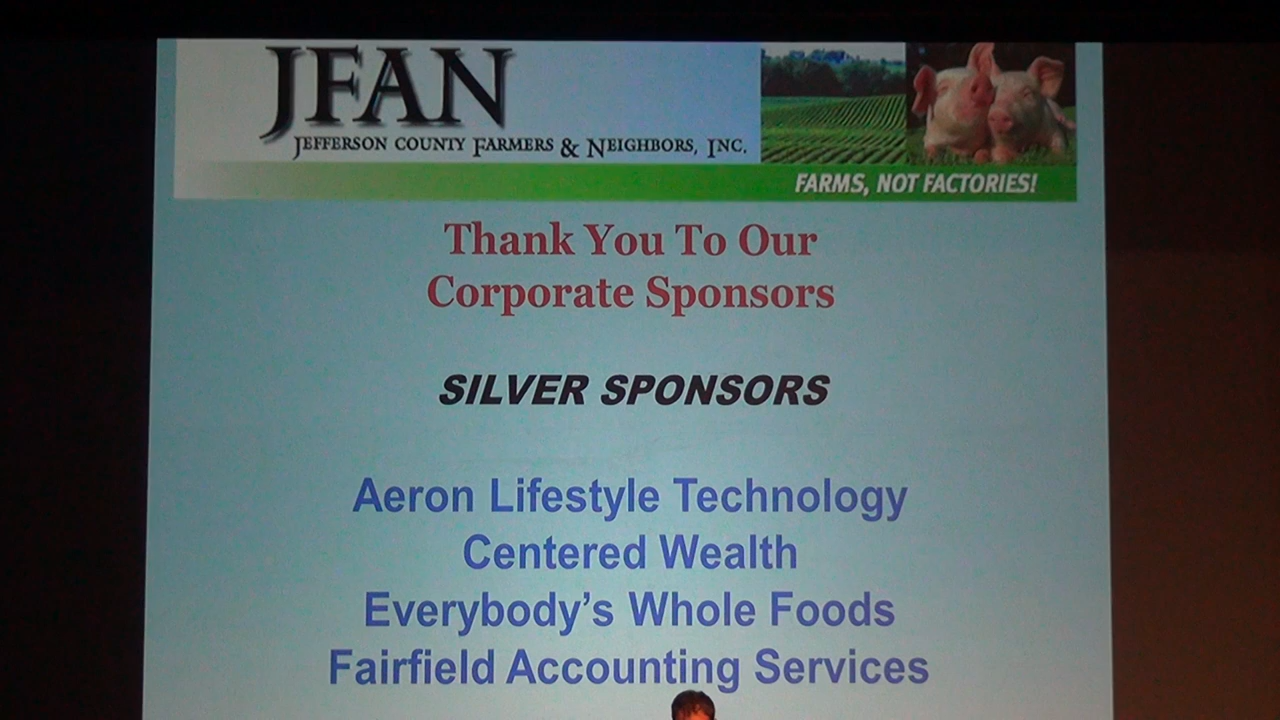 JFAN
JEFFERSON COUNTY FARMERS & NEIGHBORS, INC.
FARMS, NOT FACTORIES!
Thank You To Our
Corporate Sponsors
SILVER SPONSORS
Aeron Lifestyle Technology
Centered Wealth
Everybody’s Whole Foods
Fairfield Accounting Services